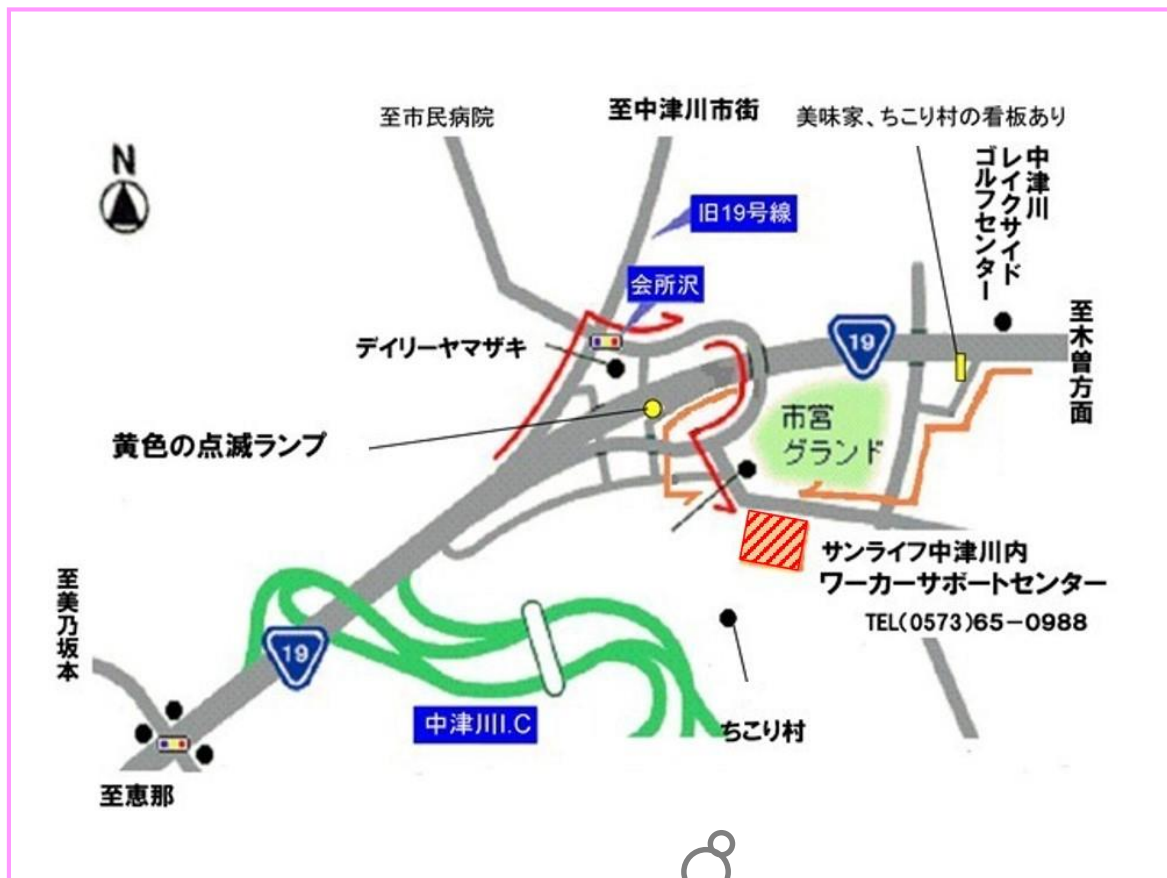 至市民病院
至中津川市街
美味家、ちこり村の看板あり
N
中津川
レイクサイド
ゴルフセンター
旧19号線
会所沢
デイリーヤマザキ
19
至木曽方面
黄色の点滅ランプ
市営
グランド
サンライフ中津川内
ワーカーサポートセンター
TEL(0573)65−0988
至美乃坂本
19
中津川I.C
ちこり村
至恵那